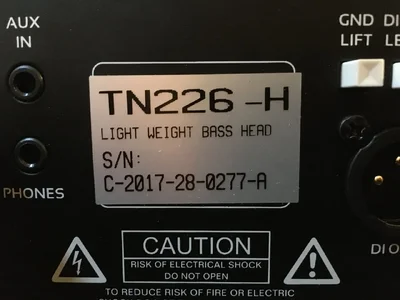 AUX
IN
GND
LIFT
TN226-H
LIGHT WEIGHT BASS HEAD
S/N:
C-2017-28-0277-A
PHONES
CAUTION
RISK OF ELECTRICAL SHOCK
DO NOT OPEN
TO REDUCE RISK OF FIRE OR ELECTRIC